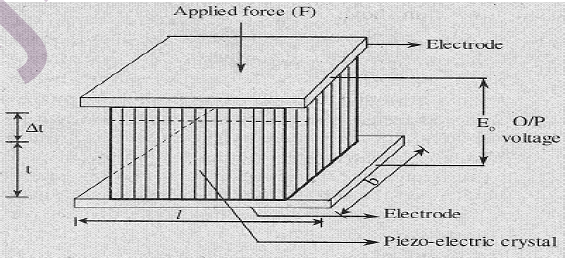 Applied force (F)
Electrode
Δt
E₀ O/P
voltage
t
b
l
Electrode
Piezo-electric crystal